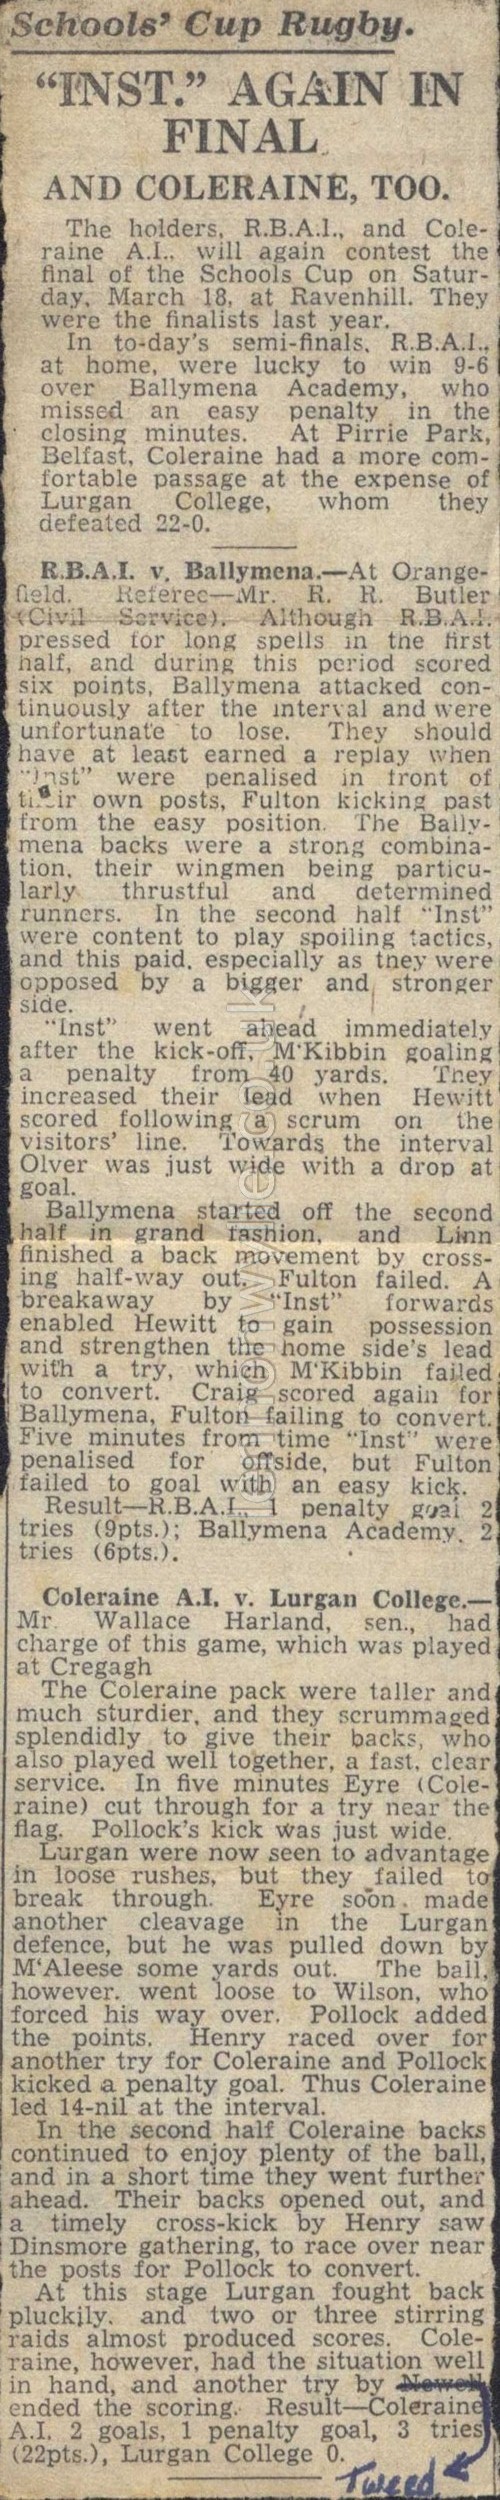 Schools' Cup Rugby.
"INST." AGAIN IN
FINAL
AND COLERAINE, TOO.
The holders, R.B.A.I., and Cole-
raine A.I., will again contest the
final of the Schools Cup on Satur-
day, March 18, at Ravenhill. They
were the finalists last year.
In to-day's semi-finals, R.B.A.I.,
at home, were lucky to win 9-6
over Ballymena Academy, who
missed an easy penalty in the
closing minutes. At Pirrie Park,
Belfast, Coleraine had a more com-
fortable passage at the expense of
Lurgan College, whom they
defeated 22-0.
R.B.A.I. v. Ballymena.—At Orange-
field. Referee—Mr. R. R. Butler
(Civil Service). Although R.B.A.I.
pressed for long spells in the first
half, and during this period scored
six points, Ballymena attacked con-
tinuously after the interval and were
unfortunate to lose. They should
have at least earned a replay when
"Inst" were penalised in front of
their own posts, Fulton kicking past
from the easy position. The Bally-
mena backs were a strong combina-
tion, their wingmen being particu-
larly thrustful and determined
runners. In the second half "Inst"
were content to play spoiling tactics,
and this paid, especially as they were
opposed by a bigger and stronger
side.
"Inst" went ahead immediately
after the kick-off, M'Kibbin goaling
a penalty from 40 yards. They
increased their lead when Hewitt
scored following a scrum on the
visitors' line. Towards the interval
Olver was just wide with a drop at
goal.
Ballymena started off the second
half in grand fashion, and Linn
finished a back movement by cross-
ing half-way out. Fulton failed. A
breakaway by "Inst" forwards
enabled Hewitt to gain possession
and strengthen the home side's lead
with a try, which M'Kibbin failed
to convert. Craig scored again for
Ballymena, Fulton failing to convert.
Five minutes from time "Inst" were
penalised for offside, but Fulton
failed to goal with an easy kick.
Result—R.B.A.I., 1 penalty goal 2
tries (9pts.); Ballymena Academy, 2
tries (6pts.).
Coleraine A.I. v. Lurgan College.—
Mr. Wallace Harland, sen., had
charge of this game, which was played
at Cregagh
The Coleraine pack were taller and
much sturdier, and they scrummaged
splendidly to give their backs, who
also played well together, a fast, clear
service. In five minutes Eyre (Cole-
raine) cut through for a try near the
flag. Pollock's kick was just wide.
Lurgan were now seen to advantage
in loose rushes, but they failed to
break through. Eyre soon made
another cleavage in the Lurgan
defence, but he was pulled down by
M'Aleese some yards out. The ball,
however, went loose to Wilson, who
forced his way over. Pollock added
the points. Henry raced over for
another try for Coleraine and Pollock
kicked a penalty goal. Thus Coleraine
led 14-nil at the interval.
In the second half Coleraine backs
continued to enjoy plenty of the ball,
and in a short time they went further
ahead. Their backs opened out, and
a timely cross-kick by Henry saw
Dinsmore gathering, to race over near
the posts for Pollock to convert.
At this stage Lurgan fought back
pluckily, and two or three stirring
raids almost produced scores. Cole-
raine, however, had the situation well
in hand, and another try by Newell
ended the scoring. Result—Coleraine
A.I. 2 goals, 1 penalty goal, 3 tries
(22pts.), Lurgan College 0.
Tweed